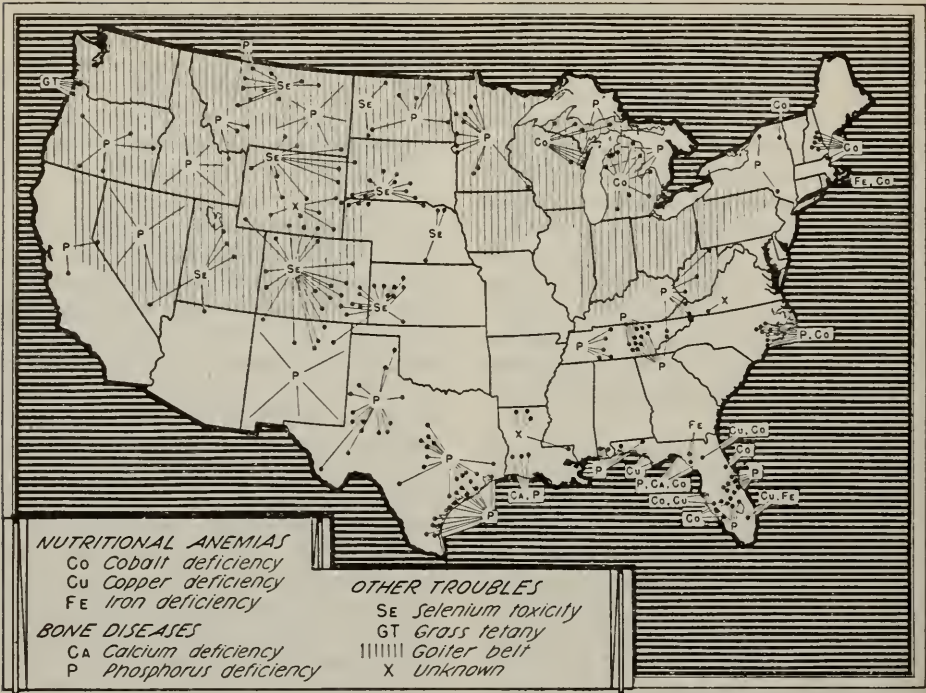 P
GT
SE
SE
P
P
P
P
P
P
Co
P
Co
P
Co
Co
P
FE, Co
SE
SE
X
P
P
SE
SE
SE
SE
P
X
P
P
P
P, Co
P
P
X
FE
Cu, Co
Co
P
Cu
P
P, CA, Co
CA, P
Co, Cu
Cu, FE
Co
P
P
NUTRITIONAL ANEMIAS
Co Cobalt deficiency
Cu Copper deficiency
FE Iron deficiency
BONE DISEASES
CA Calcium deficiency
P Phosphorus deficiency
OTHER TROUBLES
SE Selenium toxicity
GT Grass tetany
Goiter belt
X Unknown